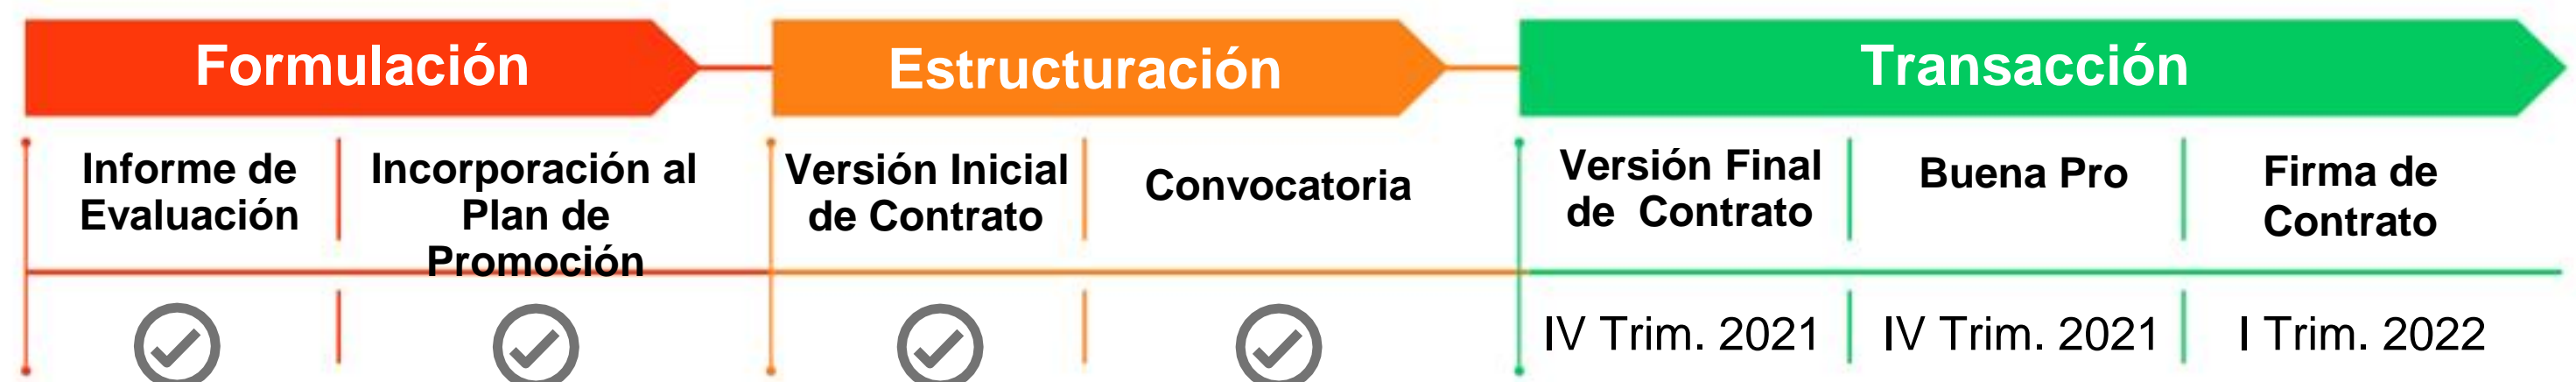 Formulación
Estructuración
Transacción
Informe de
Evaluación
Incorporación al
Plan de
Promoción
Versión Inicial
de Contrato
Convocatoria
Versión Final
de Contrato
Buena Pro
Firma de
Contrato
IV Trim. 2021
IV Trim. 2021
I Trim. 2022